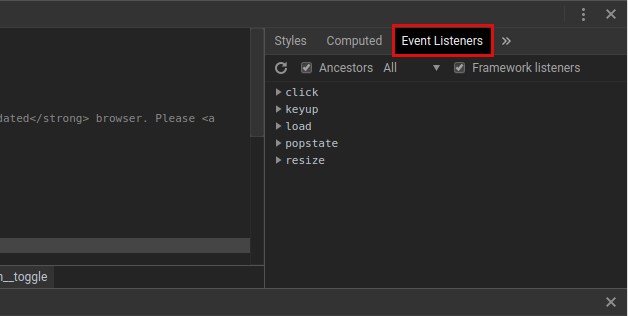 Styles Computed Event Listeners »
Ancestors All Framework listeners
click
keyup
dated</strong> browser. Please <a
load
popstate
resize
n__toggle